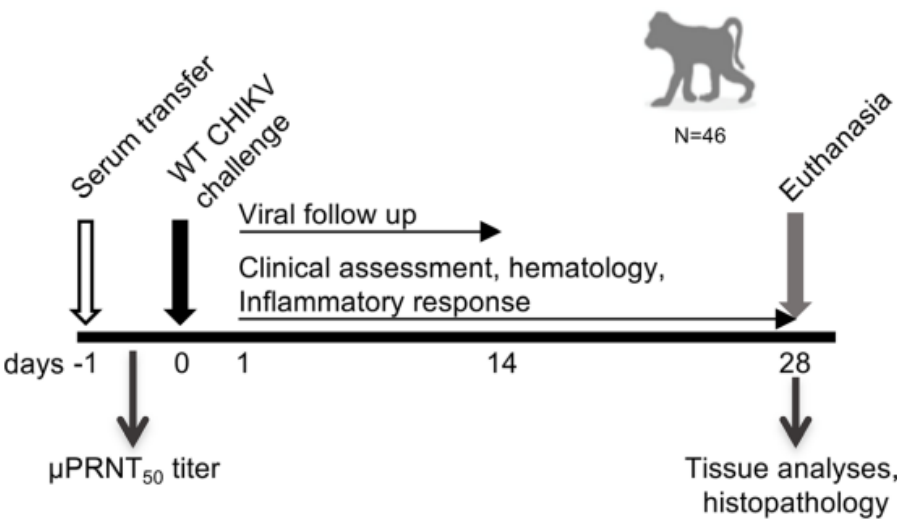 Serum transfer
WT CHIKV
challenge
N=46
Euthanasia
Viral follow up
Clinical assessment, hematology,
Inflammatory response
days -1 0 1 14 28
µPRNT50 titer
Tissue analyses,
histopathology